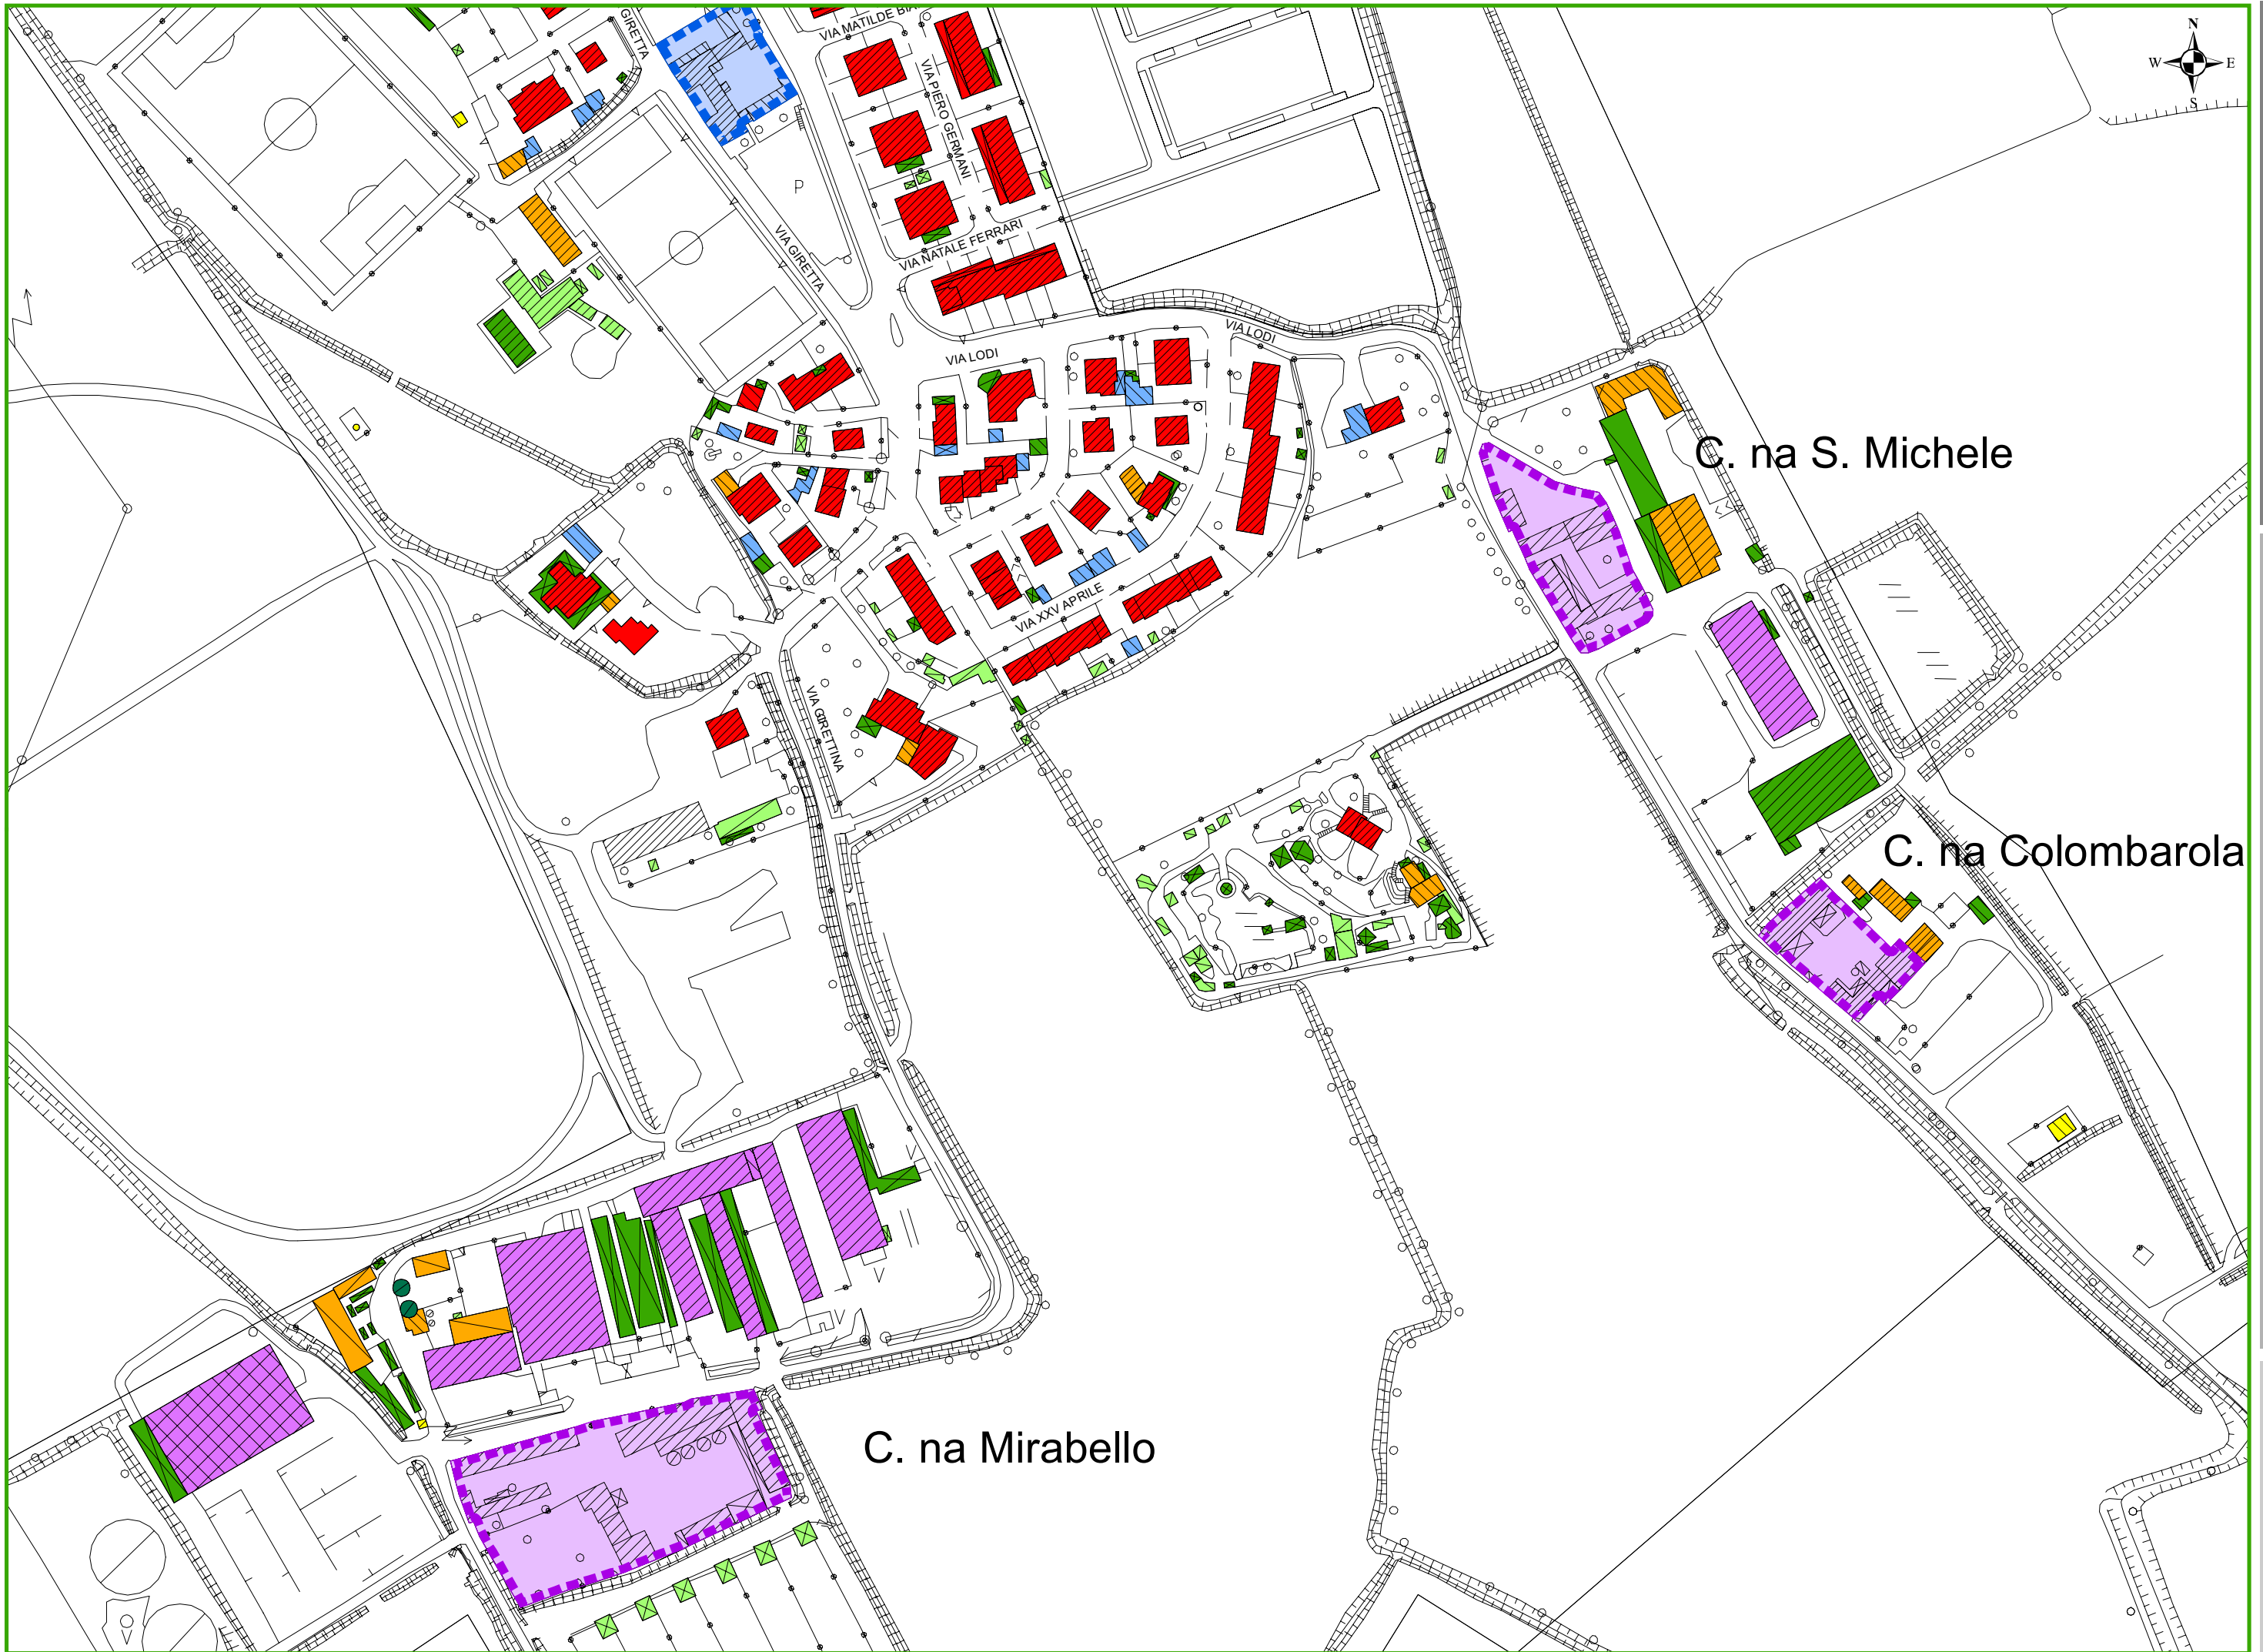 GIRETTA
VIA MATILDE BIA
N
W
E
S
VIA PIERO GERMANI
P
VIA GIRETTA
VIA NATALE FERRARI
VIA LODI
VIA LODI
C. na S. Michele
VIA XXV APRILE
VIA GIRETTINA
C. na Colombarola
C. na Mirabello